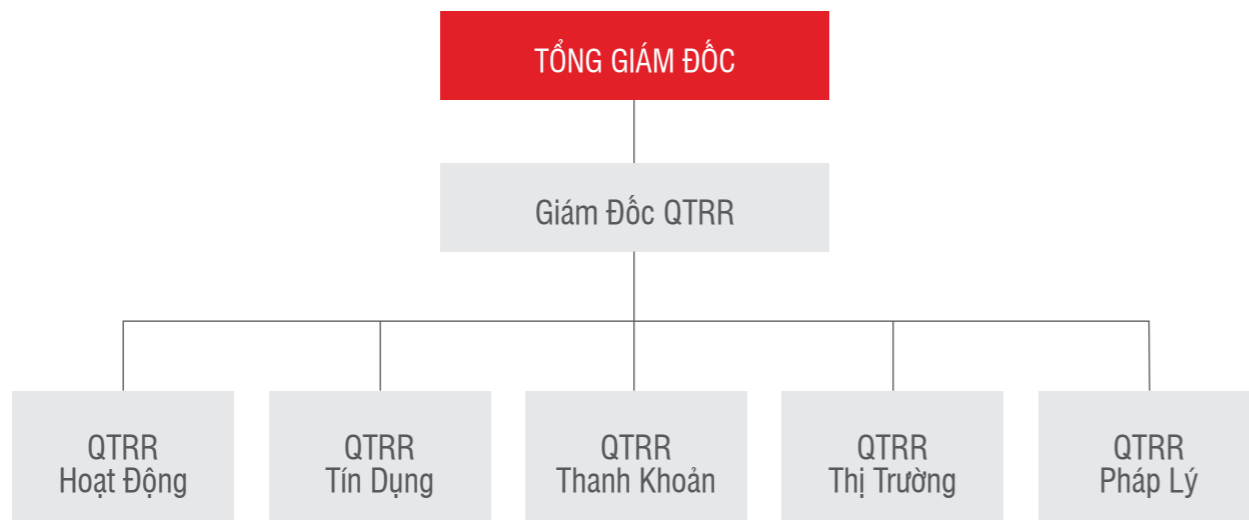 TỔNG GIÁM ĐỐC
Giám Đốc QTRR
QTRR
Hoạt Động
QTRR
Tín Dụng
QTRR
Thanh Khoản
QTRR
Thị Trường
QTRR
Pháp Lý